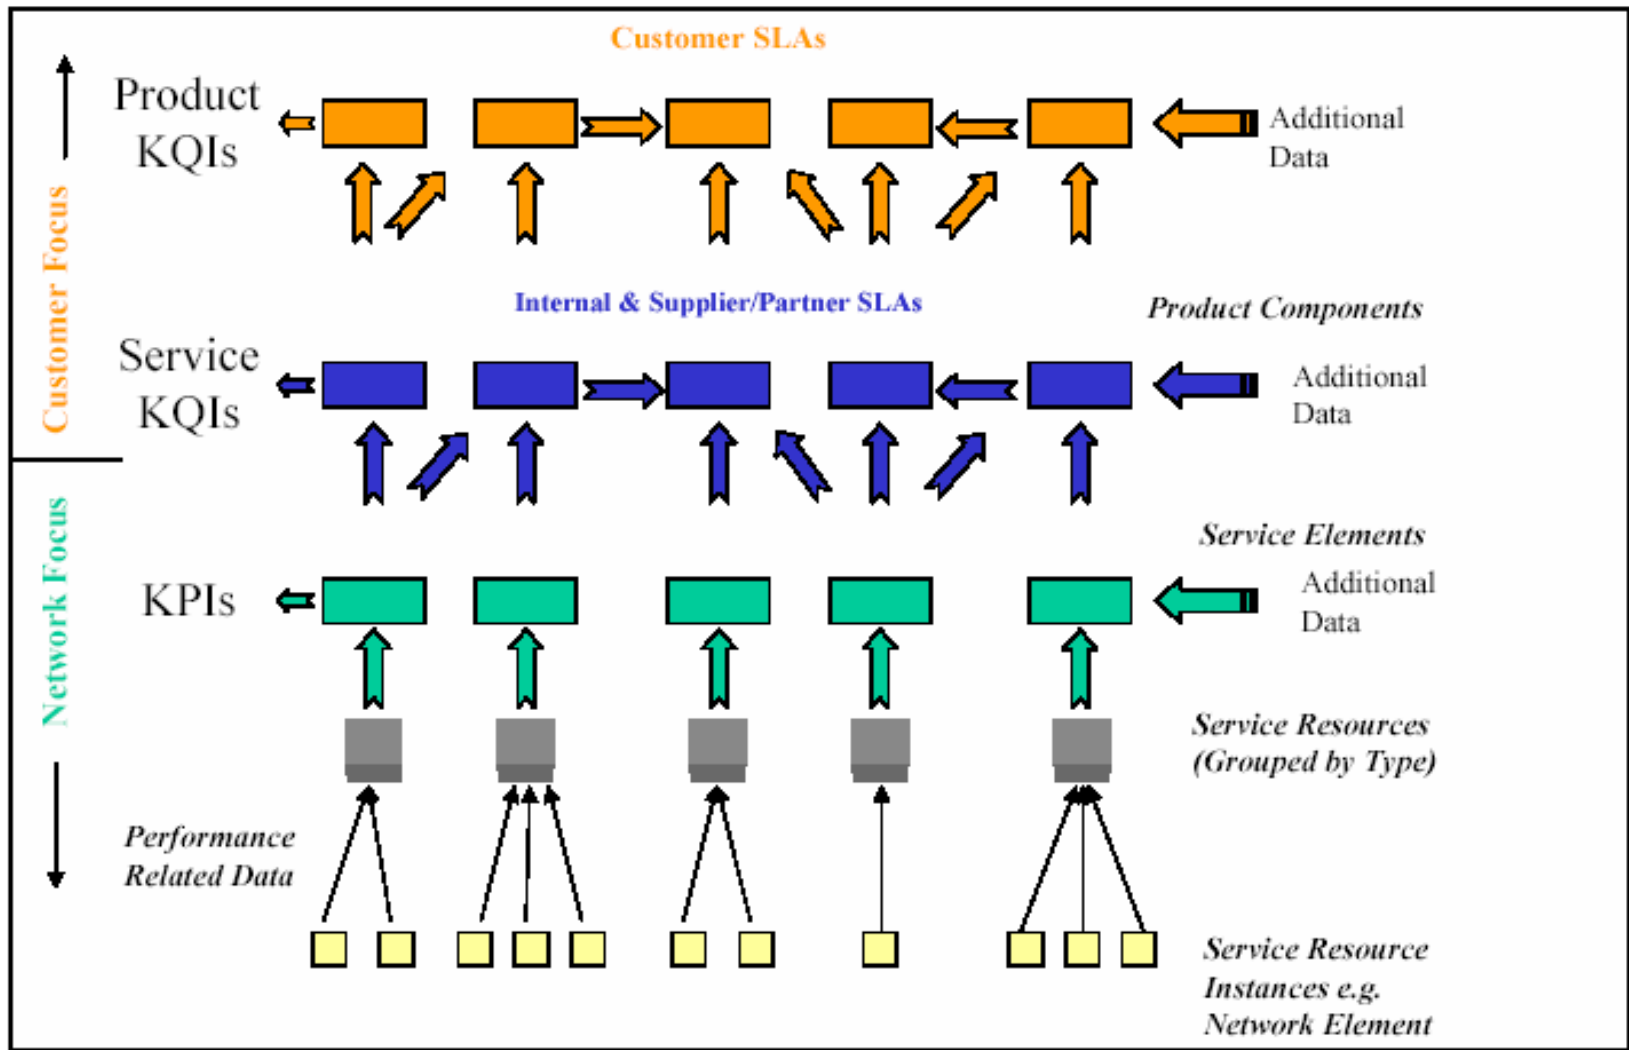 Customer SLAs
Product
KQIs
Additional
Data
Customer Focus
Internal & Supplier/Partner SLAs
Product Components
Service
KQIs
Additional
Data
Network Focus
Service Elements
KPIs
Additional
Data
Service Resources
(Grouped by Type)
Performance
Related Data
Service Resource
Instances e.g.
Network Element